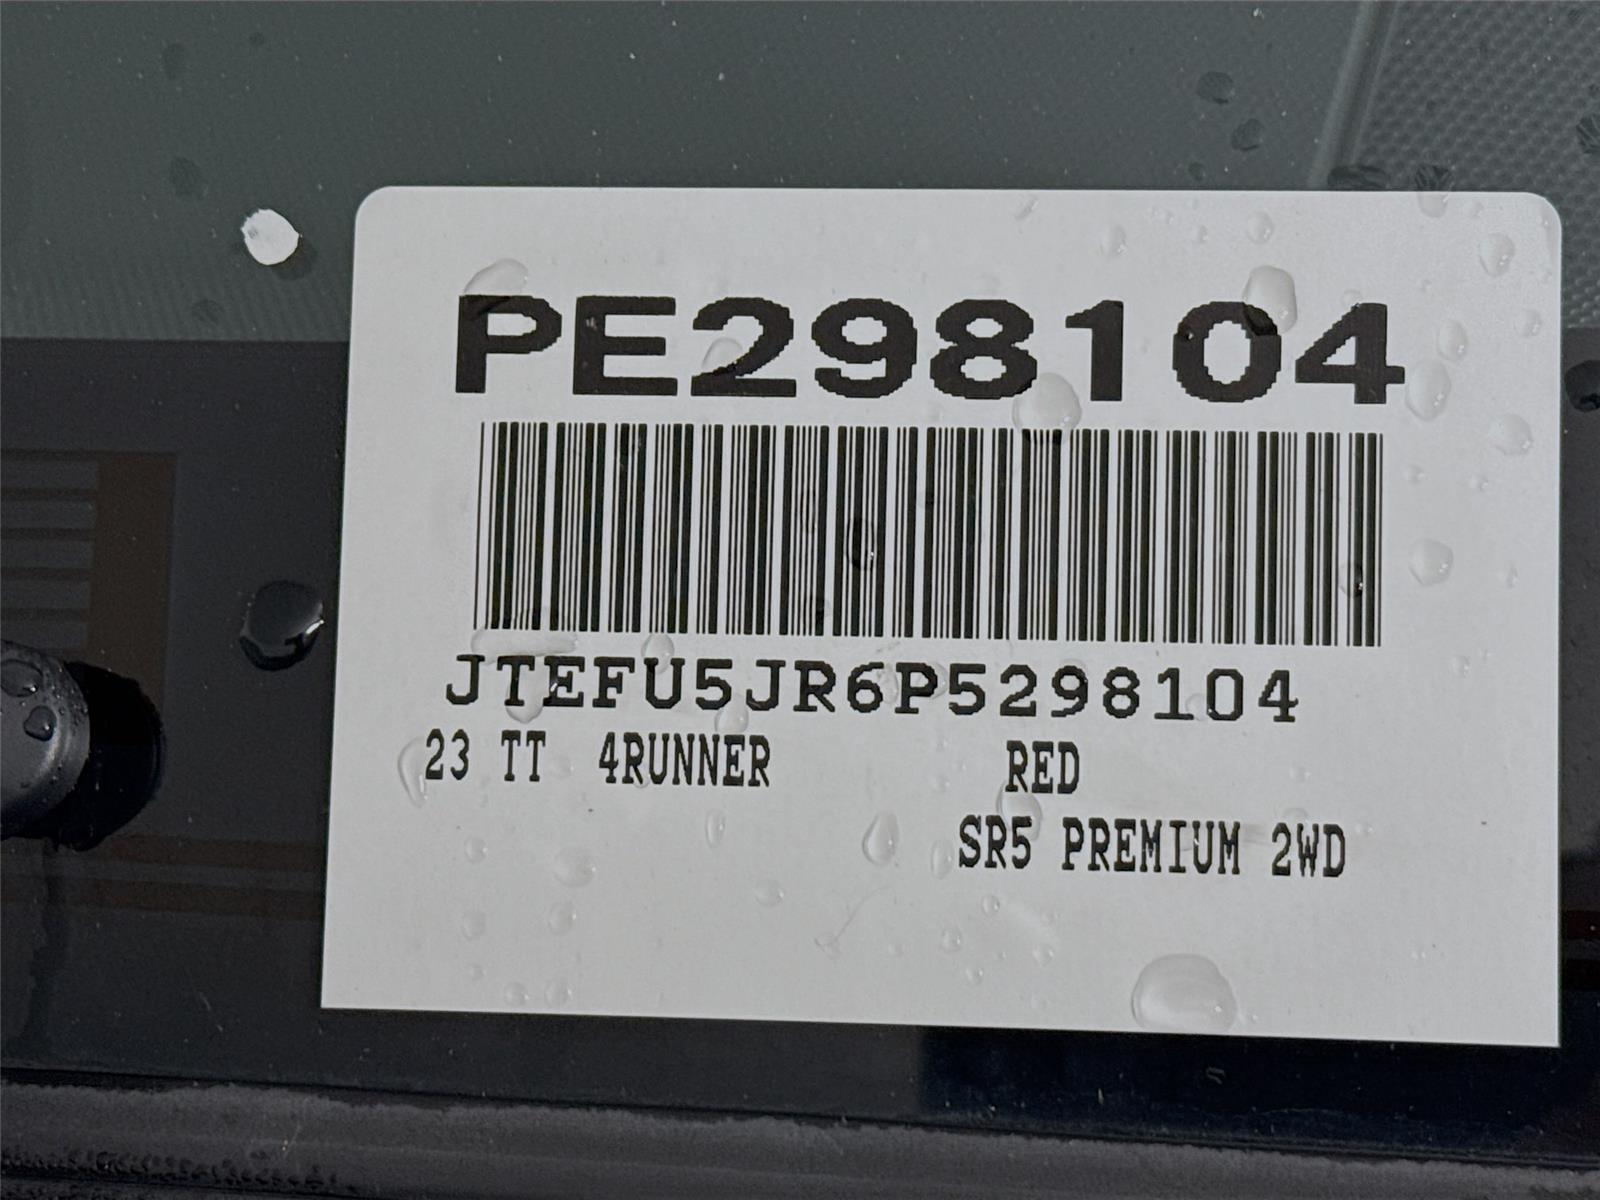 PE298104
JTEFU5JR6P5298104
23 TT 4RUNNER RED
SR5 PREMIUM 2WD